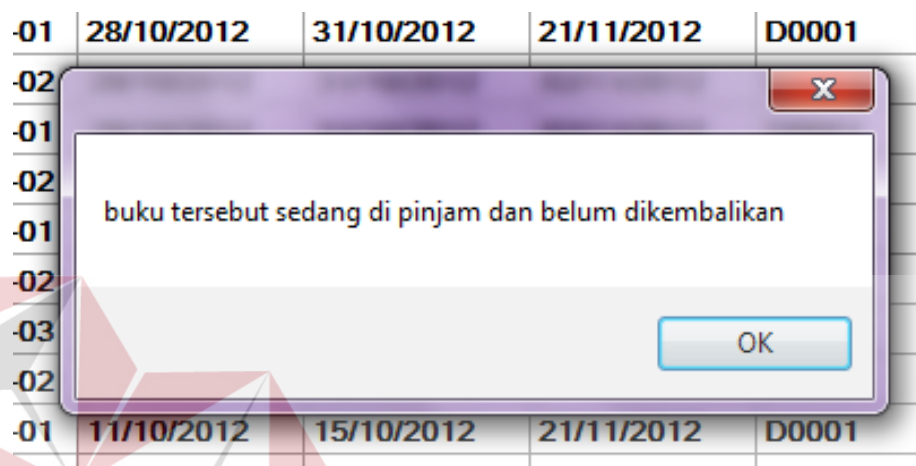 -01 28/10/2012 31/10/2012 21/11/2012 D0001
-02
-01
-02
buku tersebut sedang di pinjam dan belum dikembalikan
-01
-02
-03
OK
-02
-01 11/10/2012 15/10/2012 21/11/2012 D0001